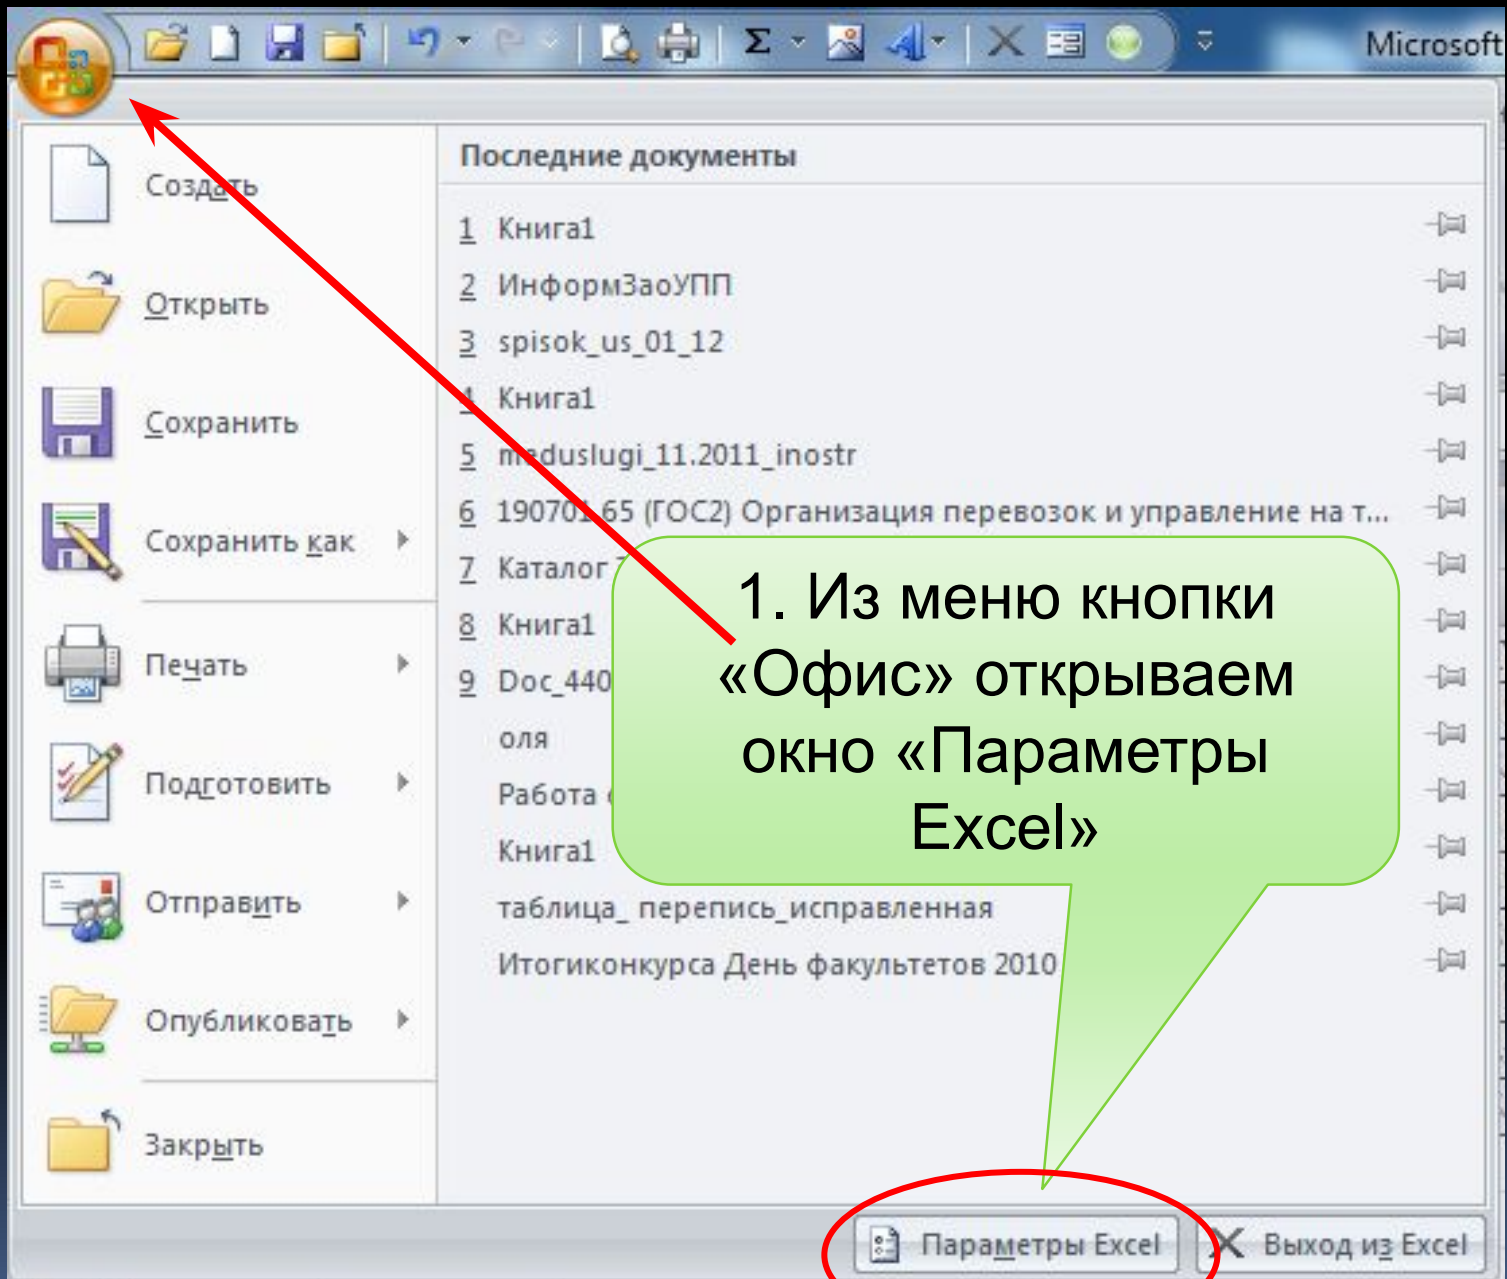 Microsoft
Создать
Открыть
Сохранить
Сохранить как
Печать
Подготовить
Отправить
Опубликовать
Закрыть
Последние документы
1 Книга1
2 ИнформЗаоУПП
3 spisok_us_01_12
4 Книга1
5 meduslugi_11.2011_inostr
6 190701.65 (ГОС2) Организация перевозок и управление на т...
7 Каталог
8 Книга1
9 Doc_440
оля
Работа
Книга1
таблица_ перепись_исправленная
Итогиконкурса День факультетов 2010
1. Из меню кнопки
«Офис» открываем
окно «Параметры
Excel»
Параметры Excel
Выход из Excel